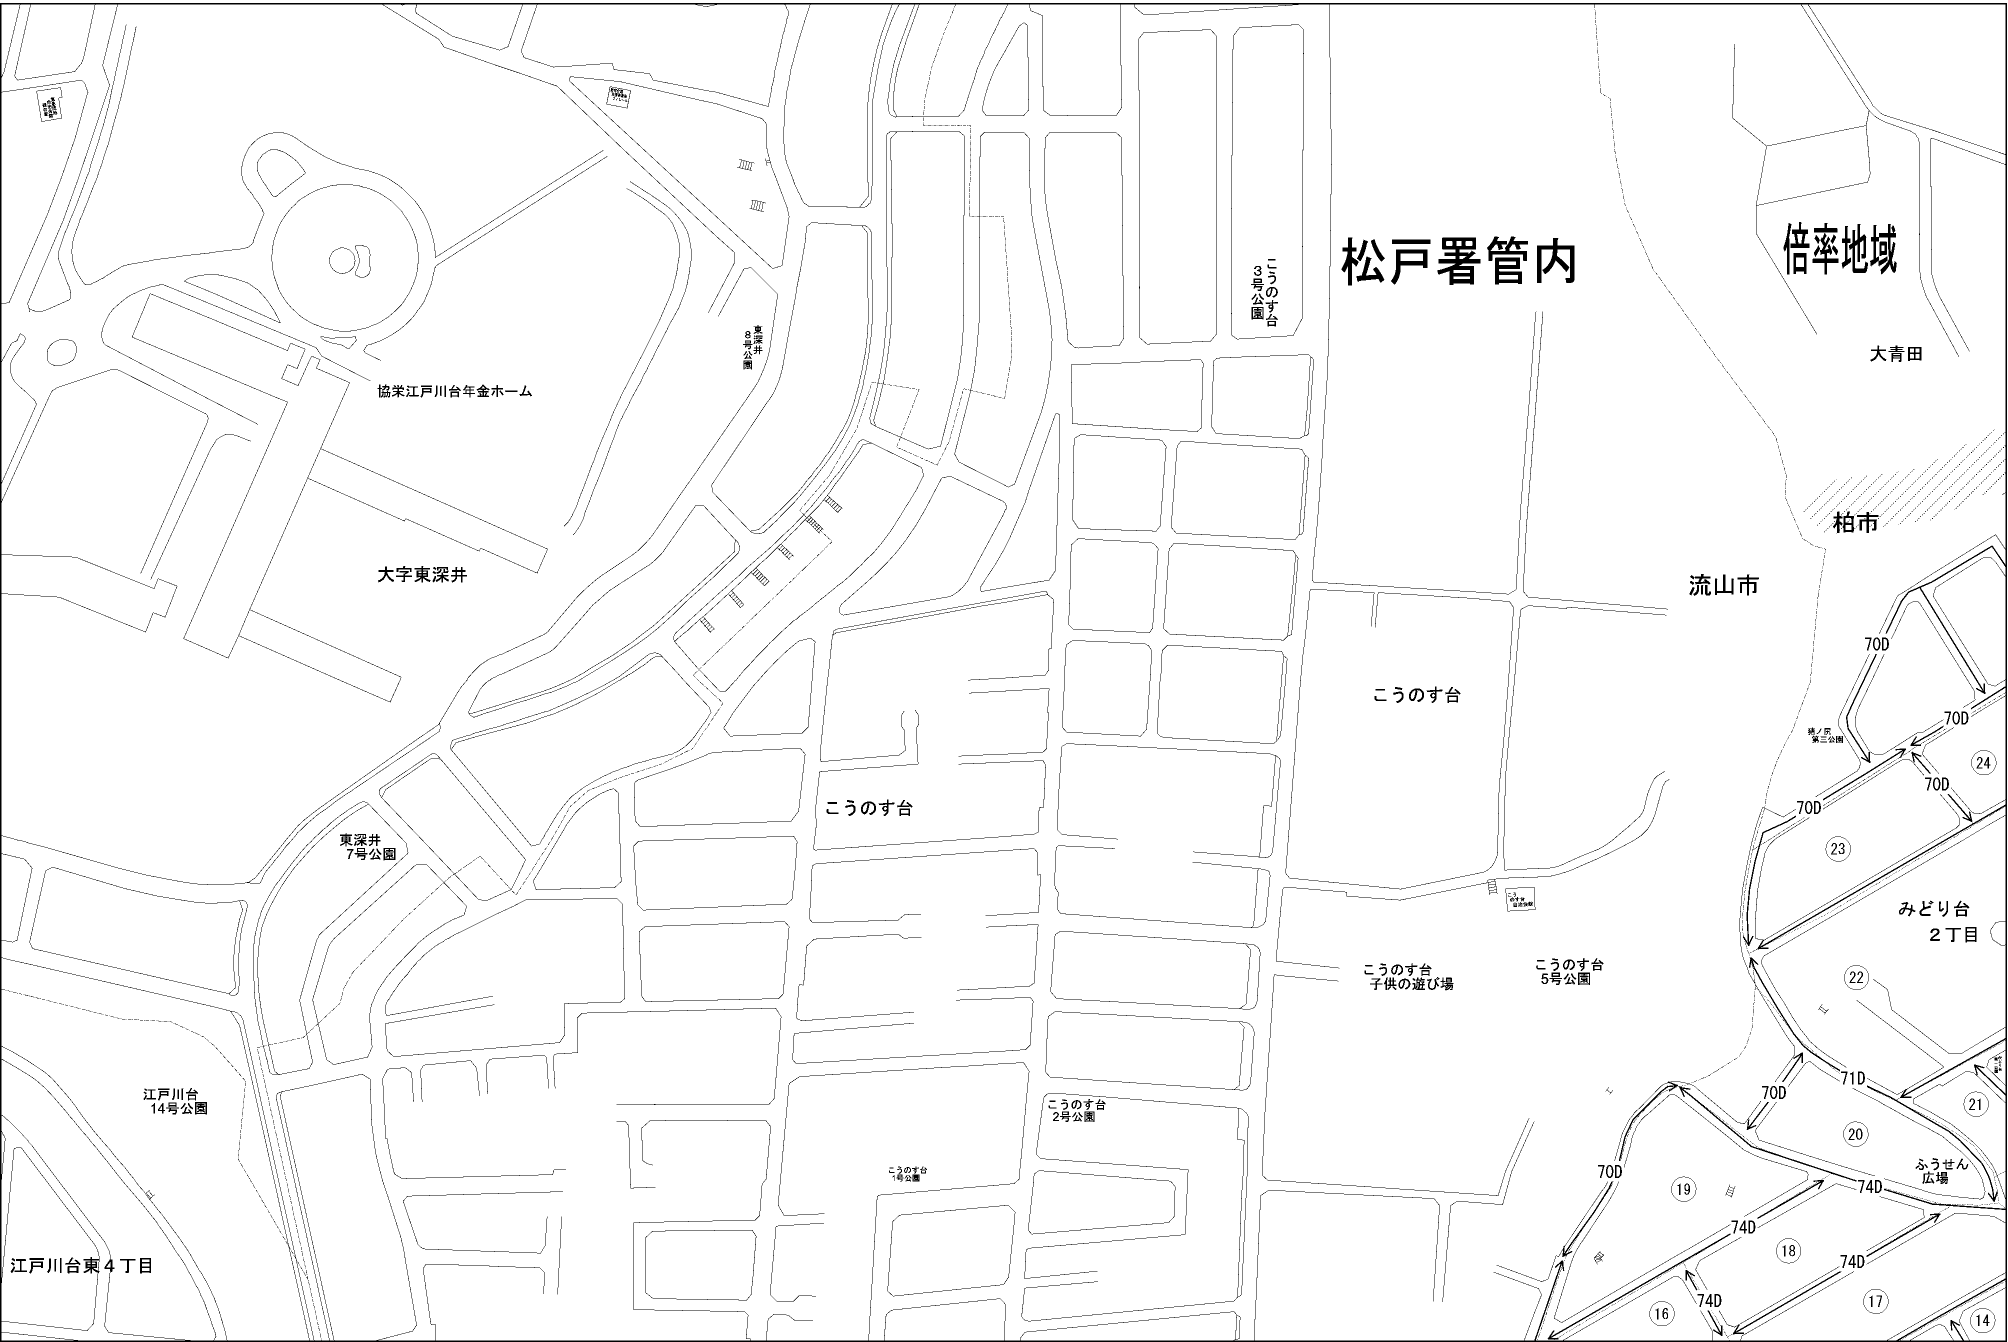 松戸署管内
倍率地域
こうのす台
3号公園
東深井
8号公園
大青田
協栄江戸川台年金ホーム
柏市
大字東深井
流山市
70D
こうのす台
70D
第三公園
24
70D
70D
こうのす台
東深井
7号公園
23
みどり台
2丁目
こうのす台
子供の遊び場
こうのす台
5号公園
22
江戸川台
14号公園
71D
70D
こうのす台
2号公園
21
20
こうのす台
1号公園
70D
ふうせん
広場
19
74D
74D
18
江戸川台東4丁目
74D
74D
17
16
14